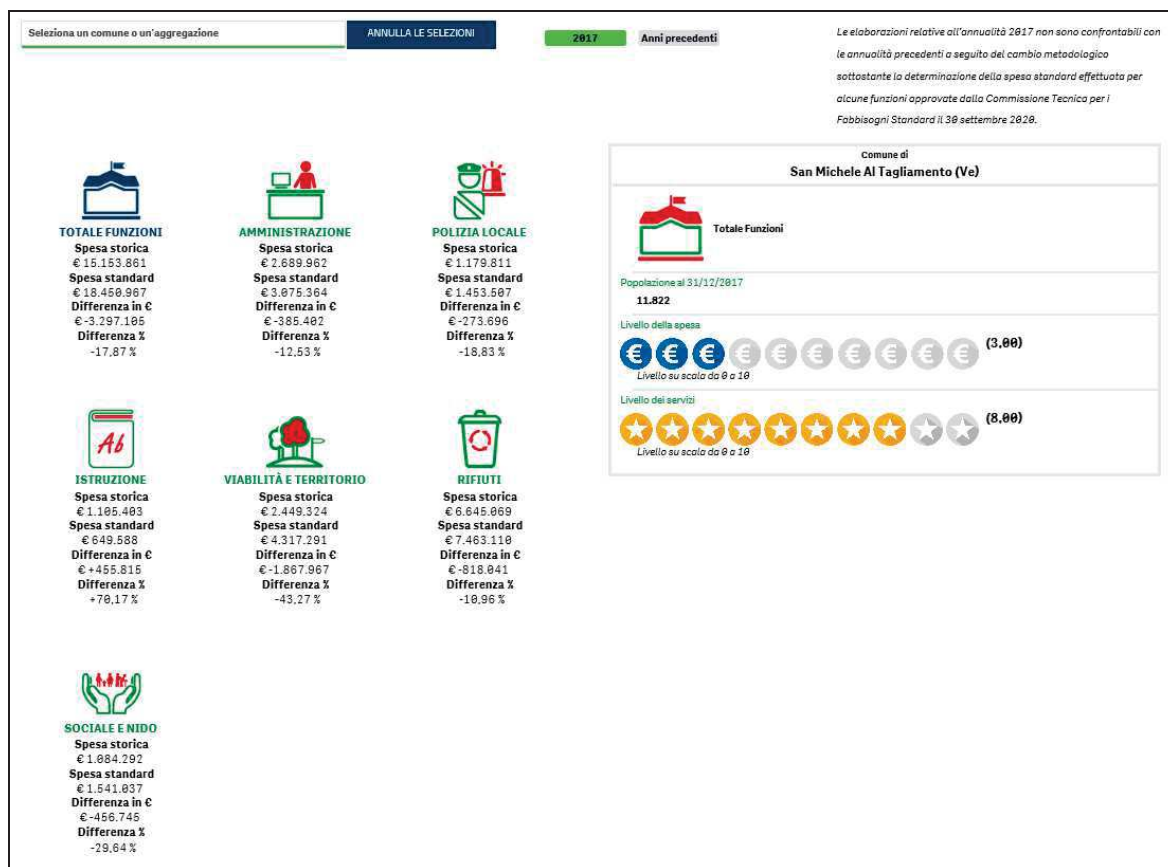 Seleziona un comune o un'aggregazione
ANNULLA LE SELEZIONI
2017
Anni precedenti
Le elaborazioni relative all'annualità 2017 non sono confrontabili con
le annualità precedenti a seguito del cambio metodologico
sottostante la determinazione della spesa standard effettuata per
alcune funzioni approvate dalla Commissione Tecnica per i
Fabbisogni Standard il 30 settembre 2020.
TOTALE FUNZIONI
Spesa storica
€ 15.153.861
Spesa standard
€ 18.450.967
Differenza in €
€ -3.297.105
Differenza %
-17,87 %
AMMINISTRAZIONE
Spesa storica
€ 2.689.962
Spesa standard
€ 3.075.364
Differenza in €
€ -385.402
Differenza %
-12,53 %
POLIZIA LOCALE
Spesa storica
€ 1.179.811
Spesa standard
€ 1.453.507
Differenza in €
€ -273.696
Differenza %
-18,83 %
Comune di
San Michele Al Tagliamento (Ve)
Totale Funzioni
Popolazione al 31/12/2017
11.822
Livello della spesa
€ € € € € € € € € € (3,00)
Livello su scala da 0 a 10
Livello dei servizi
(8,00)
Livello su scala da 0 a 10
Ab
ISTRUZIONE
Spesa storica
€ 1.105.403
Spesa standard
€ 649.588
Differenza in €
€ +455.815
Differenza %
+70,17 %
VIABILITÀ E TERRITORIO
Spesa storica
€ 2.449.324
Spesa standard
€ 4.317.291
Differenza in €
€ -1.867.967
Differenza %
-43,27 %
RIFIUTI
Spesa storica
€ 6.645.069
Spesa standard
€ 7.463.110
Differenza in €
€ -818.041
Differenza %
-10,96 %
SOCIALE E NIDO
Spesa storica
€ 1.084.292
Spesa standard
€ 1.541.037
Differenza in €
€ -456.745
Differenza %
-29,64 %